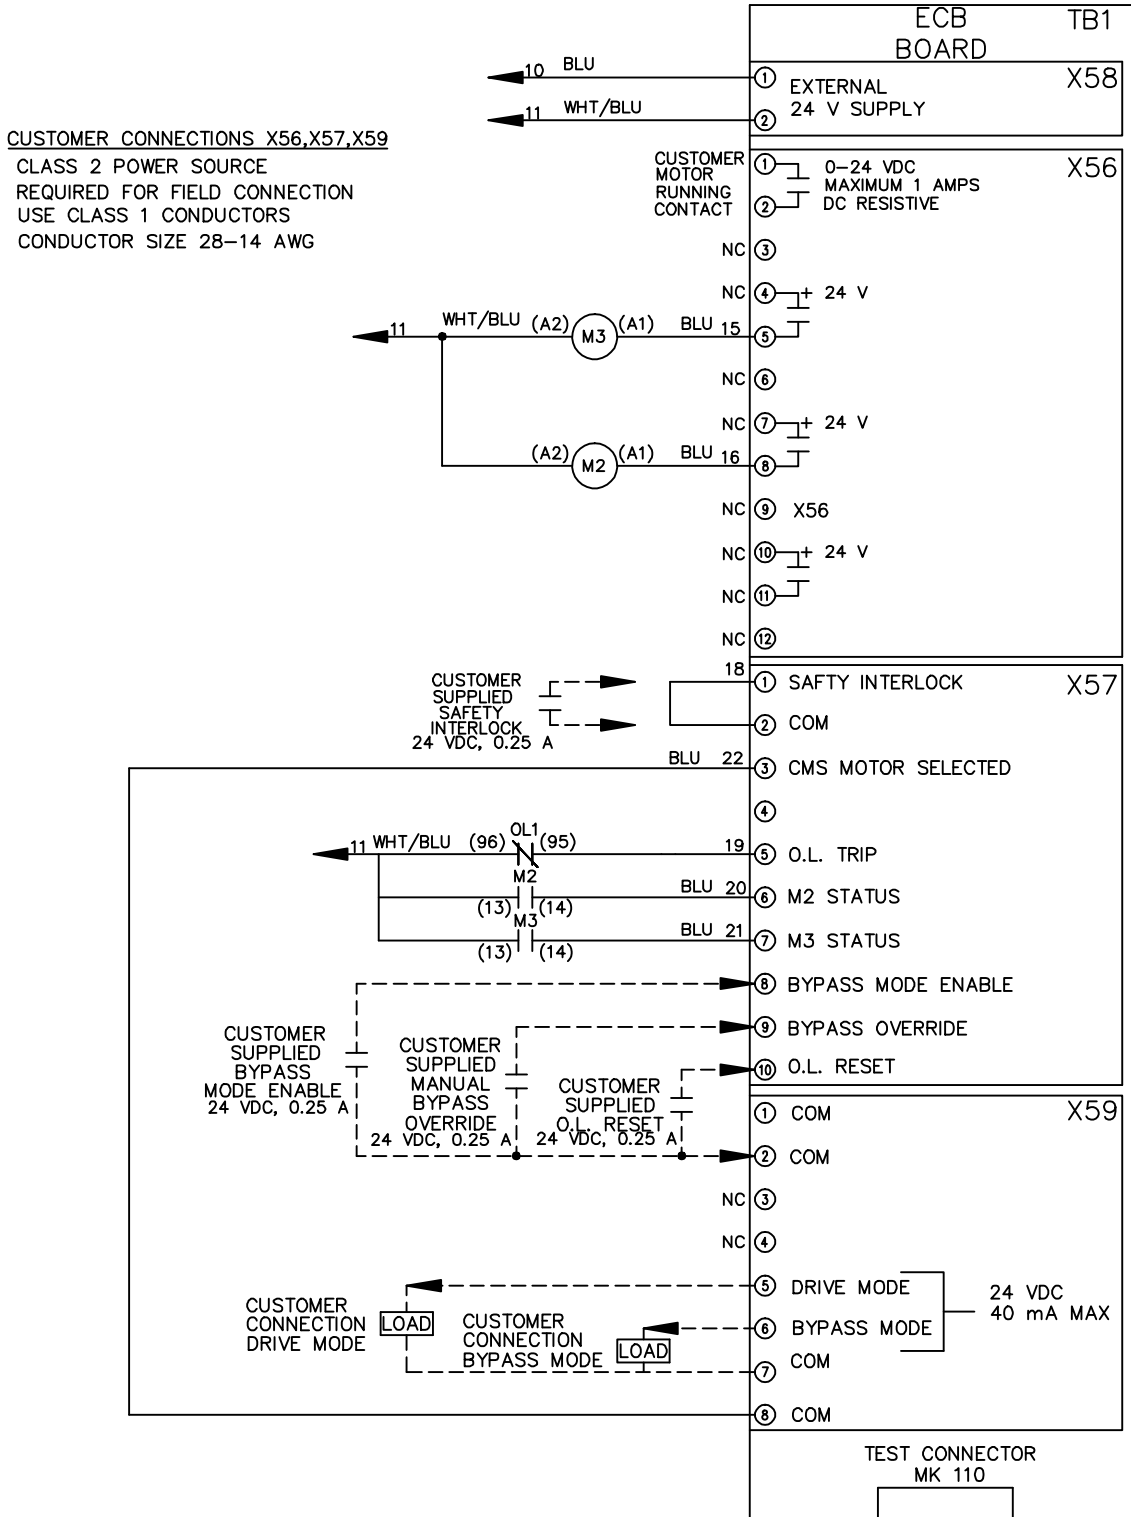 ECB
BOARD
TB1
10 BLU
1 EXTERNAL
X58
11 WHT/BLU
2 24 V SUPPLY
CUSTOMER CONNECTIONS X56,X57,X59
CLASS 2 POWER SOURCE
REQUIRED FOR FIELD CONNECTION
USE CLASS 1 CONDUCTORS
CONDUCTOR SIZE 28-14 AWG
CUSTOMER
MOTOR
RUNNING
CONTACT
1
2
0-24 VDC
MAXIMUM 1 AMPS
DC RESISTIVE
X56
NC 3
NC 4 + 24 V
11 WHT/BLU (A2) M3 (A1) BLU 15 5
NC 6
NC 7 + 24 V
(A2) M2 (A1) BLU 16 8
NC 9 X56
NC 10 + 24 V
NC 11
NC 12
CUSTOMER
SUPPLIED
SAFETY
INTERLOCK
24 VDC, 0.25 A
18 1 SAFTY INTERLOCK
X57
2 COM
BLU 22 3 CMS MOTOR SELECTED
4
11 WHT/BLU (96) OL1 (95) 19 5 O.L. TRIP
M2
(13) (14) BLU 20 6 M2 STATUS
M3
(13) (14) BLU 21 7 M3 STATUS
8 BYPASS MODE ENABLE
9 BYPASS OVERRIDE
10 O.L. RESET
CUSTOMER
SUPPLIED
BYPASS
MODE ENABLE
24 VDC, 0.25 A
CUSTOMER
SUPPLIED
MANUAL
BYPASS
OVERRIDE
24 VDC, 0.25 A
CUSTOMER
SUPPLIED
O.L. RESET
24 VDC, 0.25 A
1 COM
X59
2 COM
NC 3
NC 4
5 DRIVE MODE
6 BYPASS MODE
24 VDC
40 mA MAX
CUSTOMER
CONNECTION
DRIVE MODE
LOAD
CUSTOMER
CONNECTION
BYPASS MODE
LOAD
7 COM
8 COM
TEST CONNECTOR
MK 110